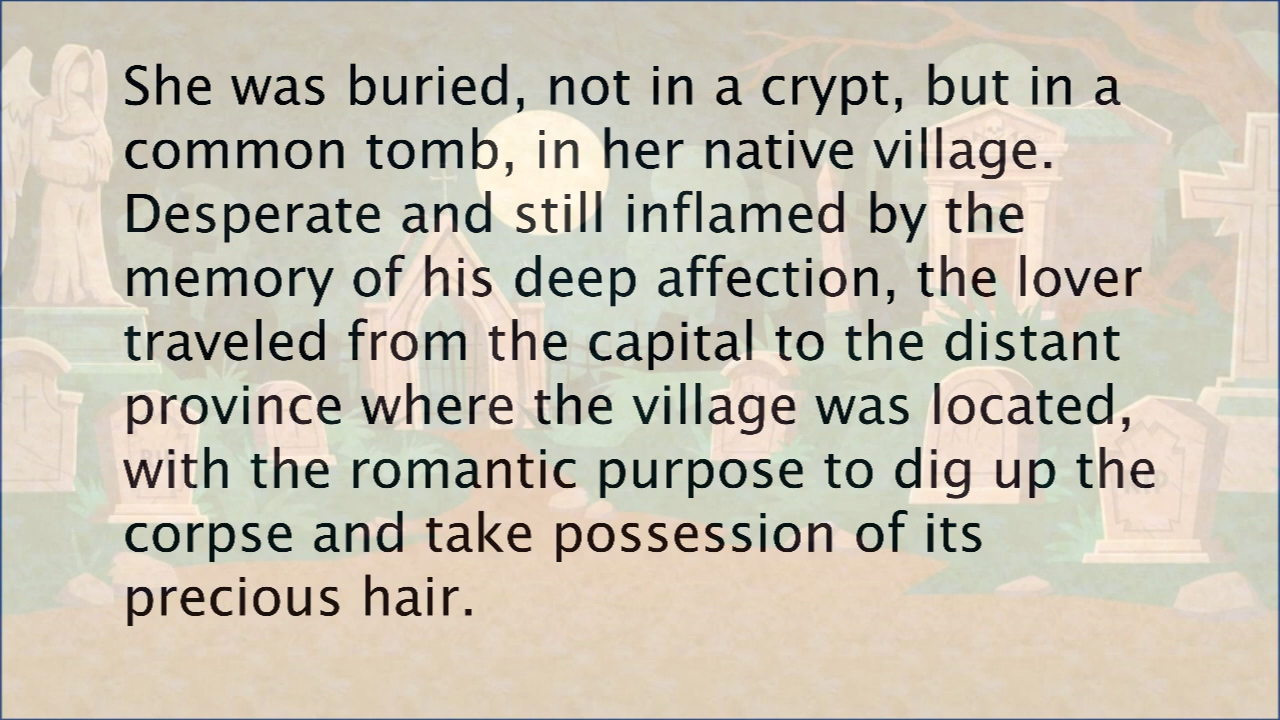 She was buried, not in a crypt, but in a
common tomb, in her native village.
Desperate and still inflamed by the
memory of his deep affection, the lover
traveled from the capital to the distant
province where the village was located,
with the romantic purpose to dig up the
corpse and take possession of its
precious hair.